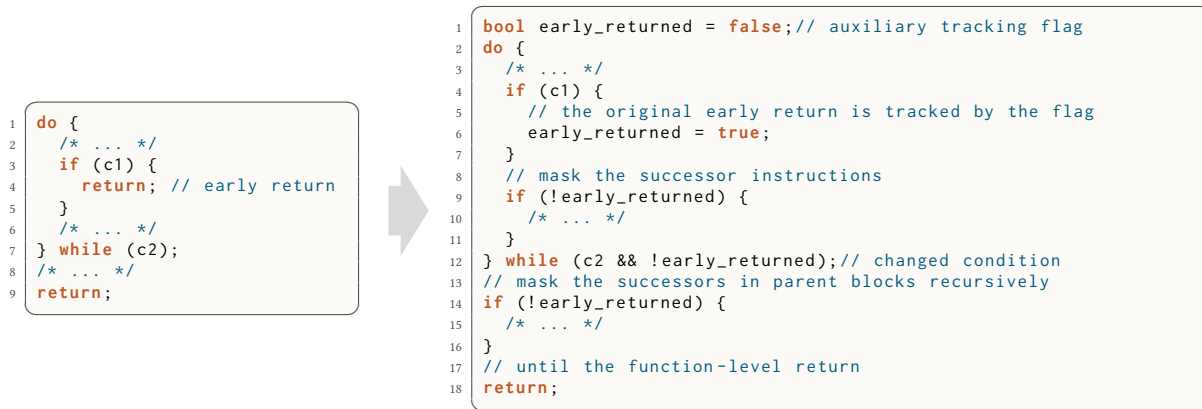 1 do {
2 /* ... */
3 if (c1) {
4 return; // early return
5 }
6 /* ... */
7 } while (c2);
8 /* ... */
9 return;
1 bool early_returned = false;// auxiliary tracking flag
2 do {
3 /* ... */
4 if (c1) {
5 // the original early return is tracked by the flag
6 early_returned = true;
7 }
8 // mask the successor instructions
9 if (!early_returned) {
10 /* ... */
11 }
12 } while (c2 && !early_returned);// changed condition
13 // mask the successors in parent blocks recursively
14 if (!early_returned) {
15 /* ... */
16 }
17 // until the function-level return
18 return;